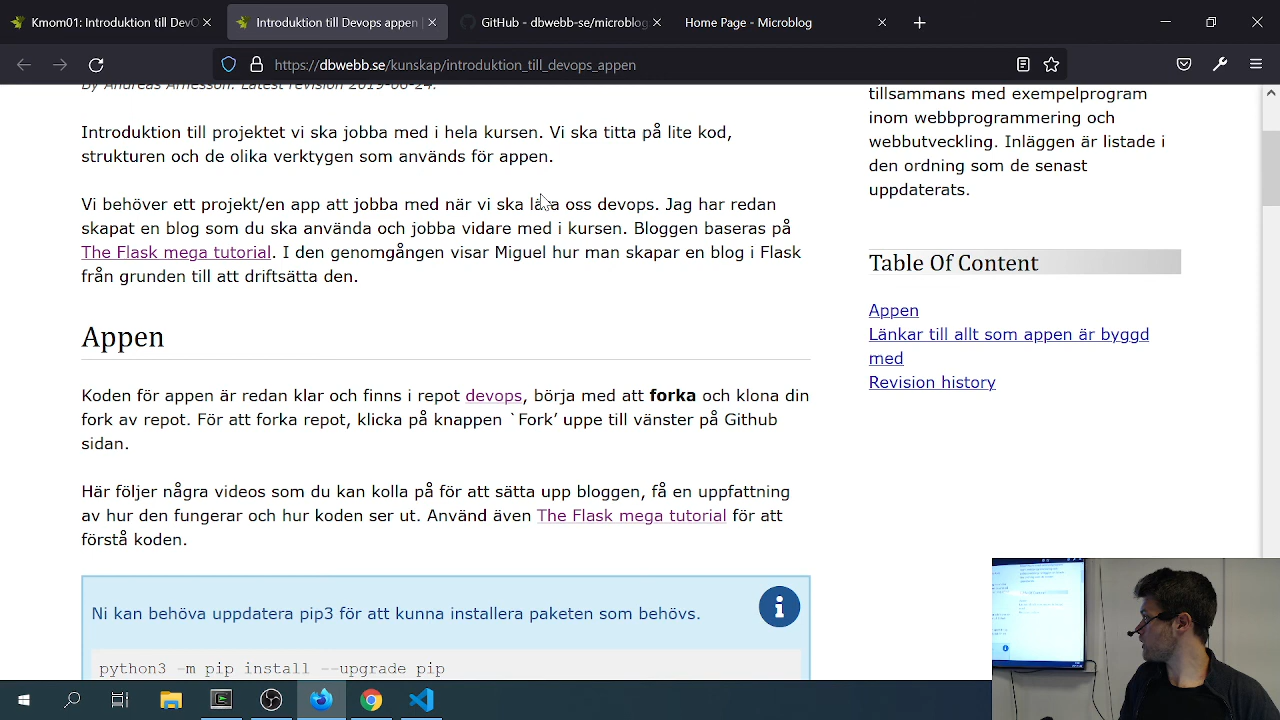 Kmom01: Introduktion till DevO
Introduktion till Devops appen |
GitHub - dbwebb-se/microblog
Home Page - Microblog
https://dbwebb.se/kunskap/introduktion_till_devops_appen
By Andreas Arnesson. Latest revision 2019-06-24.
Introduktion till projektet vi ska jobba med i hela kursen. Vi ska titta på lite kod,
strukturen och de olika verktygen som används för appen.
Vi behöver ett projekt/en app att jobba med när vi ska lära oss devops. Jag har redan
skapat en blog som du ska använda och jobba vidare med i kursen. Bloggen baseras på
The Flask mega tutorial. I den genomgången visar Miguel hur man skapar en blog i Flask
från grunden till att driftsätta den.
Appen
Koden för appen är redan klar och finns i repot devops, börja med att forka och klona din
fork av repot. För att forka repot, klicka på knappen `Fork’ uppe till vänster på Github
sidan.
Här följer några videos som du kan kolla på för att sätta upp bloggen, få en uppfattning
av hur den fungerar och hur koden ser ut. Använd även The Flask mega tutorial för att
förstå koden.
Ni kan behöva uppdatera pip3 för att kunna installera paketen som behövs.
python3 -m pip install --upgrade pip
tillsammans med exempelprogram
inom webbprogrammering och
webbutveckling. Inläggen är listade i
den ordning som de senast
uppdaterats.
Table Of Content
Appen
Länkar till allt som appen är byggd
med
Revision history